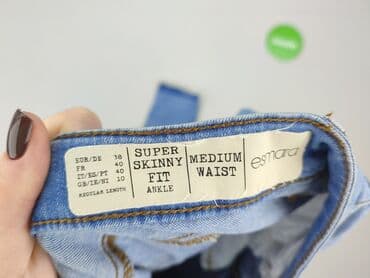 EUR/DE 38
FR 40
IT/ES/PT 40
GB/IE/NI 10
REGULAR LENGTH
SUPER
SKINNY
FIT
ANKLE
MEDIUM
WAIST
esmara